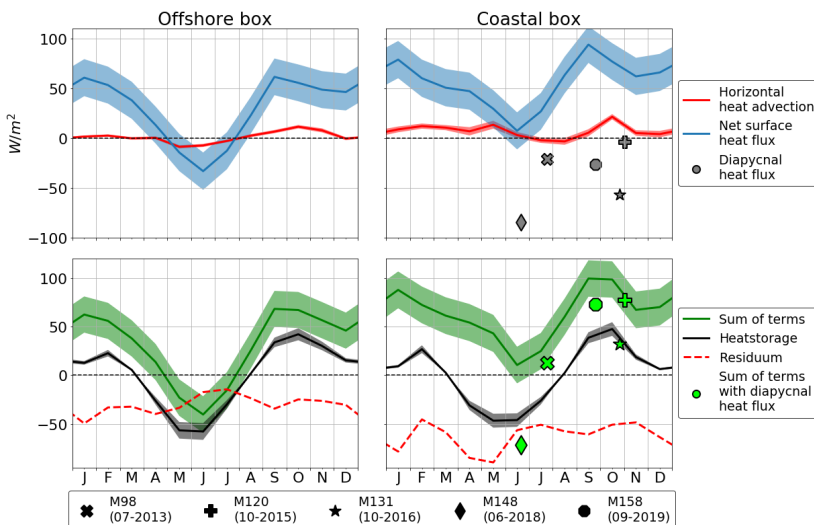 Offshore box
Coastal box
100
50
0
−50
−100
W/m²
Horizontal
heat advection
Net surface
heat flux
Diapycnal
heat flux
100
50
0
−50
J F M A M J J A S O N D
J F M A M J J A S O N D
Sum of terms
Heatstorage
Residuum
Sum of terms
with diapycnal
heat flux
M98
(07-2013)
M120
(10-2015)
M131
(10-2016)
M148
(06-2018)
M158
(09-2019)